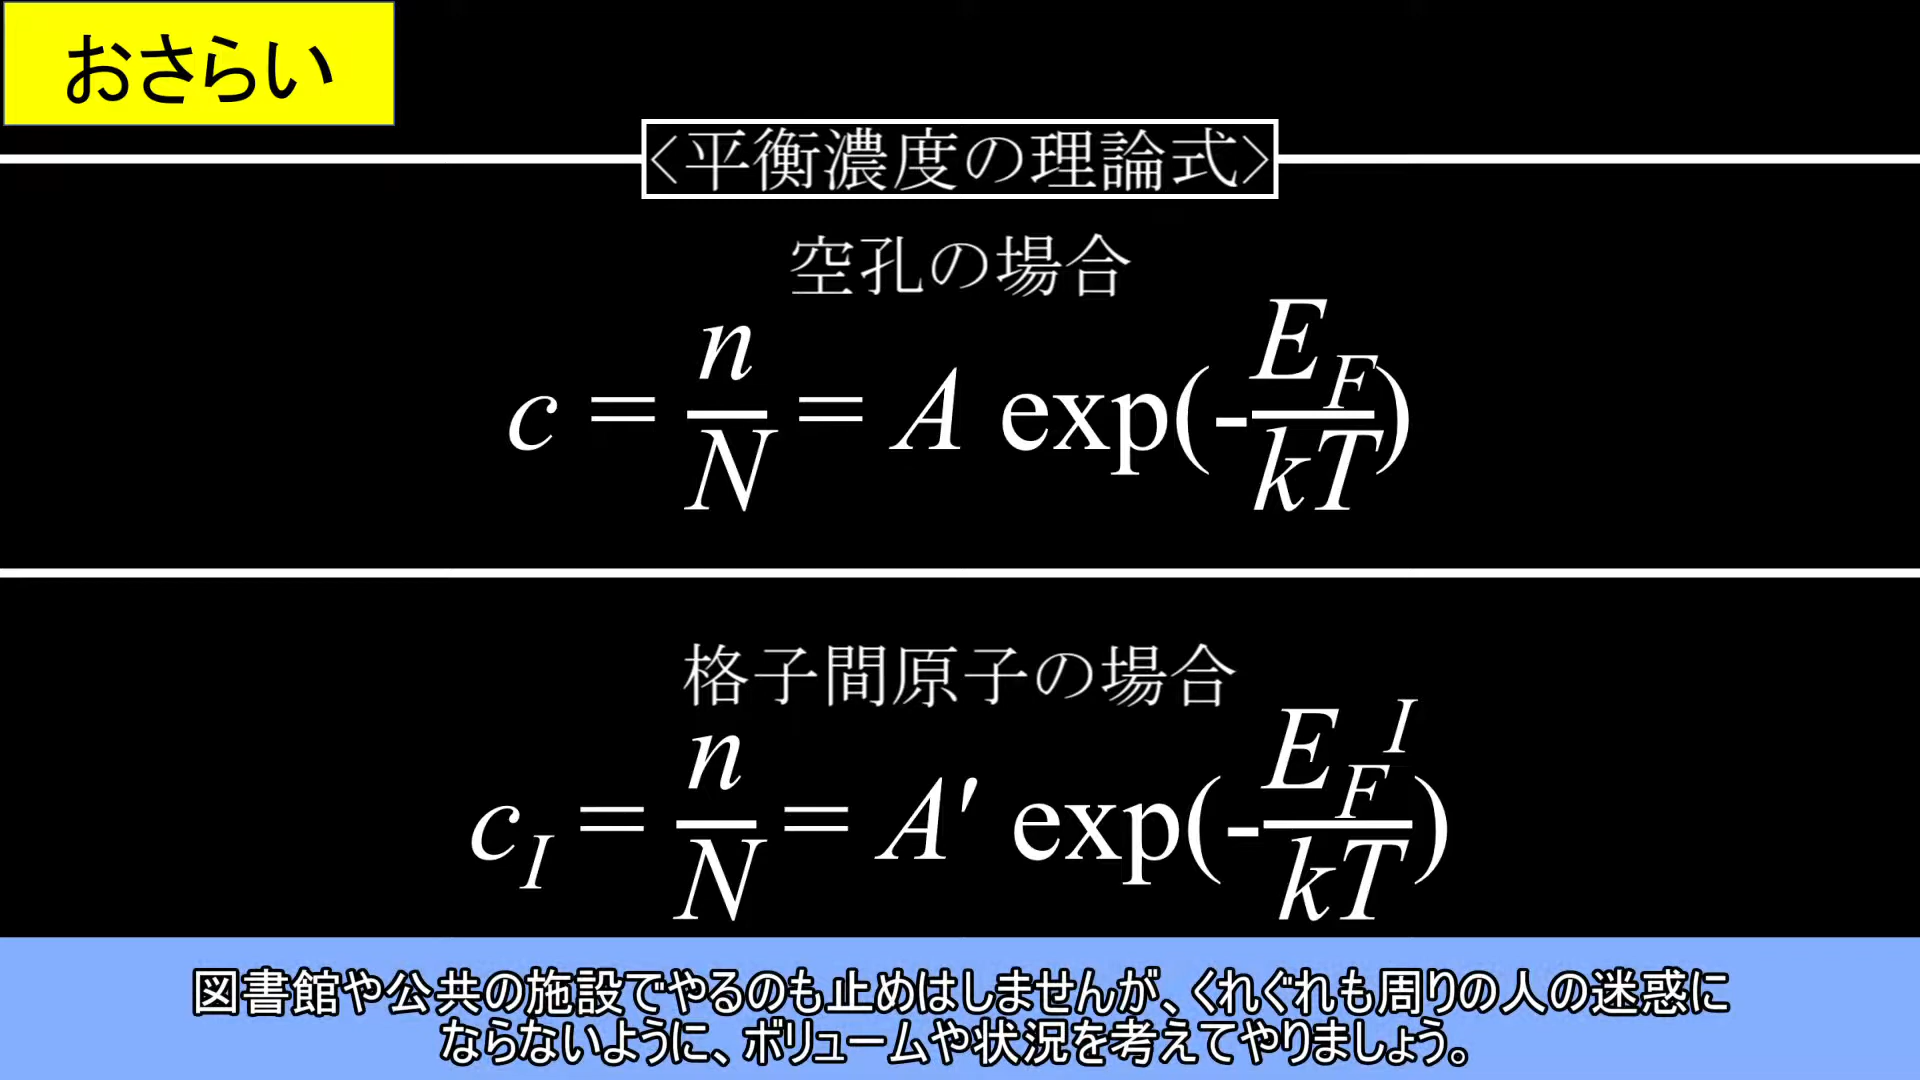 おさらい
<平衡濃度の理論式>
空孔の場合
c = n/N = A exp(-E_F/kT)
格子間原子の場合
c_I = n/N = A′ exp(-E_F^I/kT)
図書館や公共の施設でやるのも止めはしませんが、くれぐれも周りの人の迷惑に
ならないように、ボリュームや状況を考えてやりましょう。